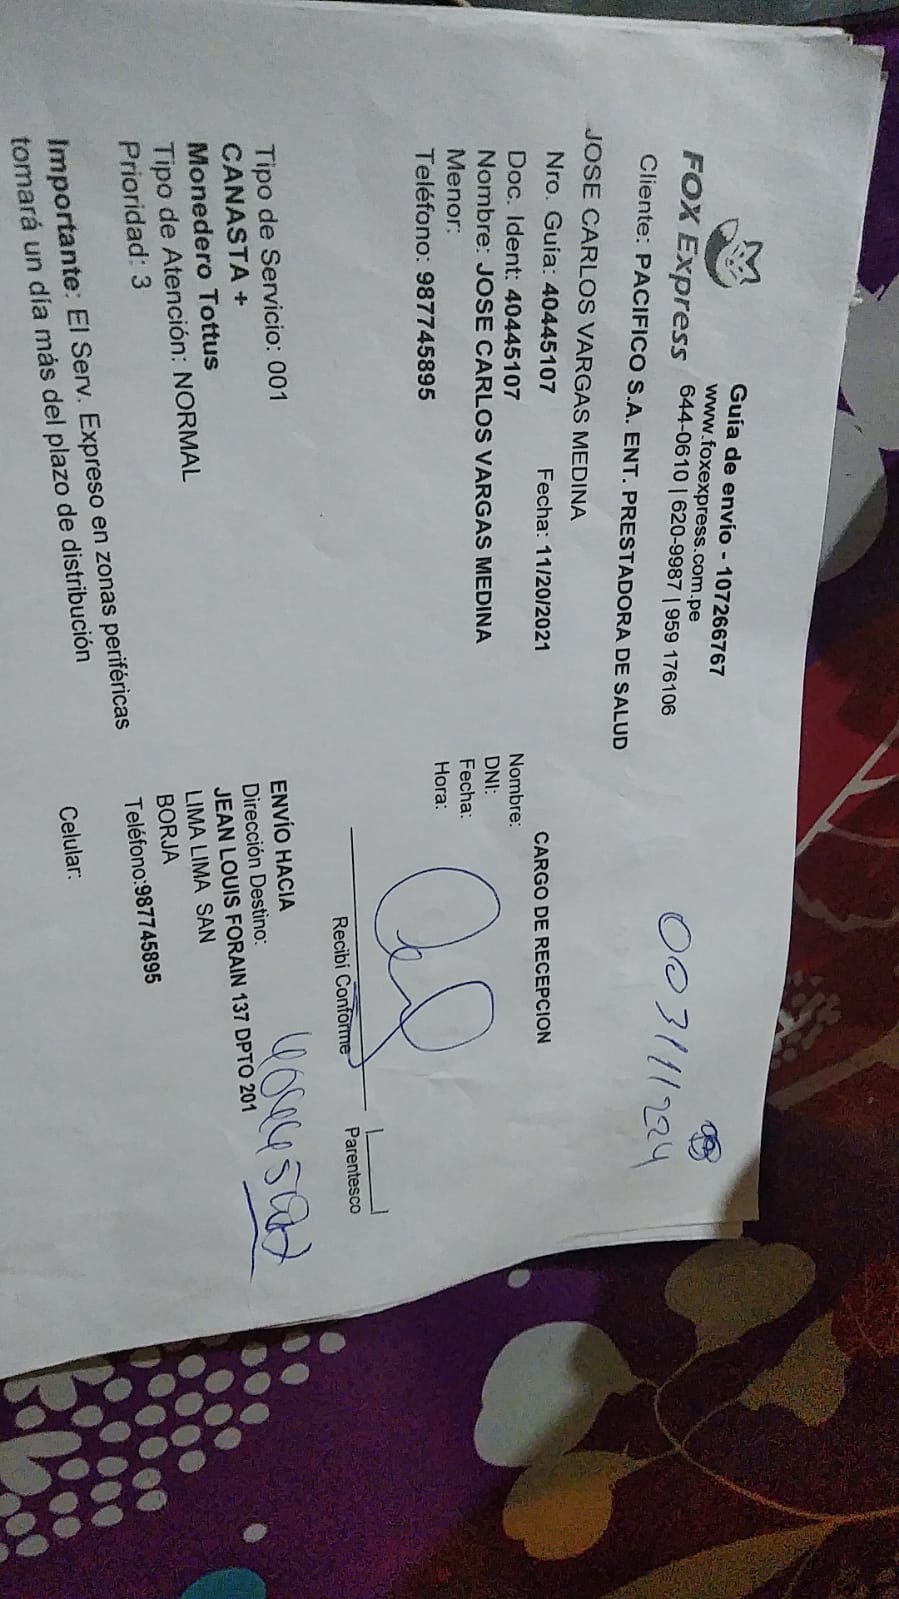 Guía de envío - 107266767
www.foxexpress.com.pe
FOX Express 644-0610 | 620-9987 | 959 176106
Cliente: PACIFICO S.A. ENT. PRESTADORA DE SALUD
0031111224
JOSE CARLOS VARGAS MEDINA
Nro. Guía: 40445107 Fecha: 11/20/2021
Doc. Ident: 40445107
Nombre: JOSE CARLOS VARGAS MEDINA
Menor:
Teléfono: 987745895
CARGO DE RECEPCION
Nombre:
DNI:
Fecha:
Hora:
Recibí Conforme
Parentesco
Tipo de Servicio: 001
CANASTA +
Monedero Tottus
Tipo de Atención: NORMAL
Prioridad: 3
Importante: El Serv. Expreso en zonas periféricas
tomará un día más del plazo de distribución
ENVÍO HACIA
Dirección Destino:
JEAN LOUIS FORAIN 137 DPTO 201
LIMA LIMA SAN
BORJA
Teléfono:987745895
Celular: